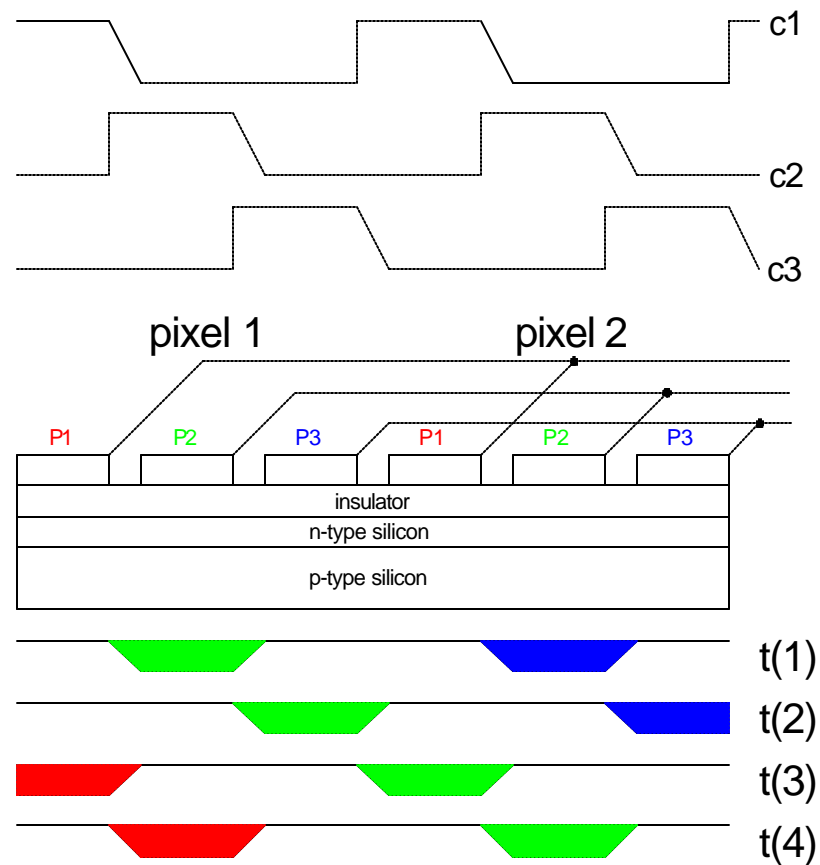 c1
c2
c3
pixel 1 pixel 2
P1 P2 P3 P1 P2 P3
insulator
n-type silicon
p-type silicon
t(1)
t(2)
t(3)
t(4)